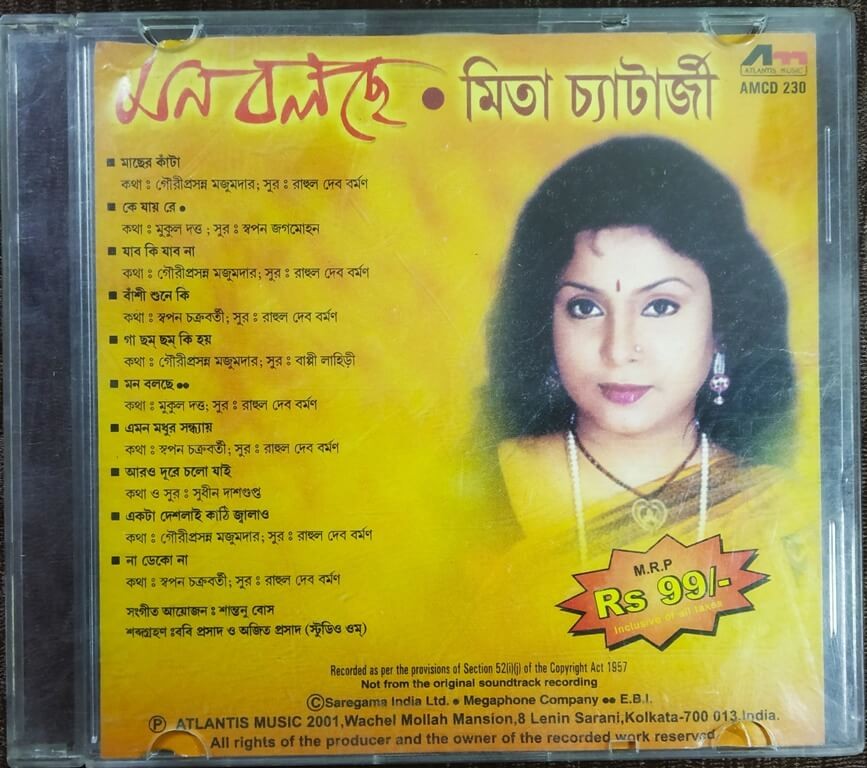 মন বলছে • মিতা চ্যাটার্জী
ATLANTIS MUSIC
AMCD 230
■ মাছের কাঁটা
কথা ঃ গৌরীপ্রসন্ন মজুমদার; সুর ঃ রাহুল দেব বর্মণ
■ কে যায় রে •
কথা ঃ মুকুল দত্ত ; সুর ঃ স্বপন জগমোহন
■ যাব কি যাব না
কথা ঃ গৌরীপ্রসন্ন মজুমদার; সুর ঃ রাহুল দেব বর্মণ
■ বাঁশী শুনে কি
কথা ঃ স্বপন চক্রবর্তী; সুর ঃ রাহুল দেব বর্মণ
■ গা ছম্ ছম্ কি হয়
কথা ঃ গৌরীপ্রসন্ন মজুমদার; সুর ঃ বাপ্পী লাহিড়ী
■ মন বলছে ••
কথা ঃ মুকুল দত্ত; সুর ঃ রাহুল দেব বর্মণ
■ এমন মধুর সন্ধ্যায়
কথা ঃ স্বপন চক্রবর্তী; সুর ঃ রাহুল দেব বর্মণ
■ আরও দূরে চলো যাই
কথা ও সুর ঃ সুধীন দাশগুপ্ত
■ একটা দেশলাই কাঠি জ্বালাও
কথা ঃ গৌরীপ্রসন্ন মজুমদার; সুর ঃ রাহুল দেব বর্মণ
■ না ডেকো না
কথা ঃ স্বপন চক্রবর্তী; সুর ঃ রাহুল দেব বর্মণ
সংগীত আয়োজন ঃ শান্তনু বোস
শব্দগ্রহণ ঃববি প্রসাদ ও অজিত প্রসাদ (স্টুডিও ওম্)
M.R.P
Rs 99/-
Inclusive of all taxes
Recorded as per the provisions of Section 52(i)(j) of the Copyright Act 1957
Not from the original soundtrack recording
©Saregama India Ltd. • Megaphone Company •• E.B.I.
℗ ATLANTIS MUSIC 2001,Wachel Mollah Mansion,8 Lenin Sarani,Kolkata-700 013.India.
All rights of the producer and the owner of the recorded work reserved